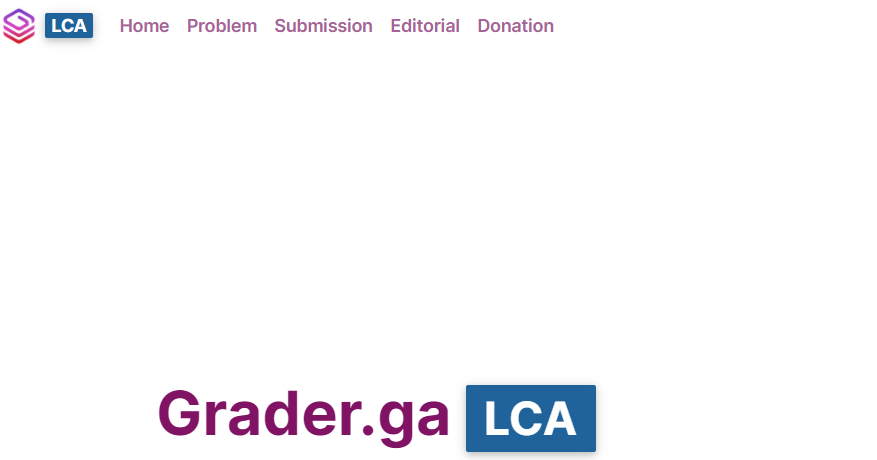 LCA Home Problem Submission Editorial Donation
Grader.ga LCA